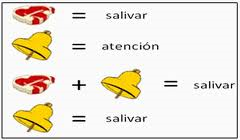 = salivar
= atención
+ = salivar
= salivar